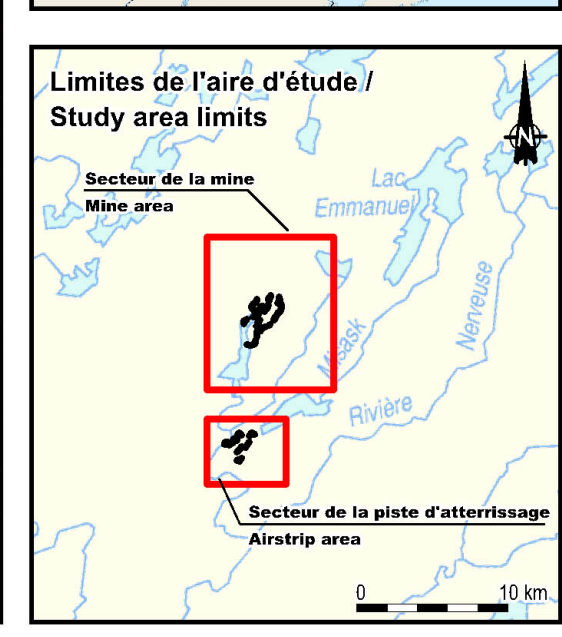 Limites de l'aire d'étude /
Study area limits
N
Secteur de la mine
Mine area
Lac
Emmanuel
Nerveuse
Misask
Rivière
Secteur de la piste d'atterrissage
Airstrip area
0 10 km